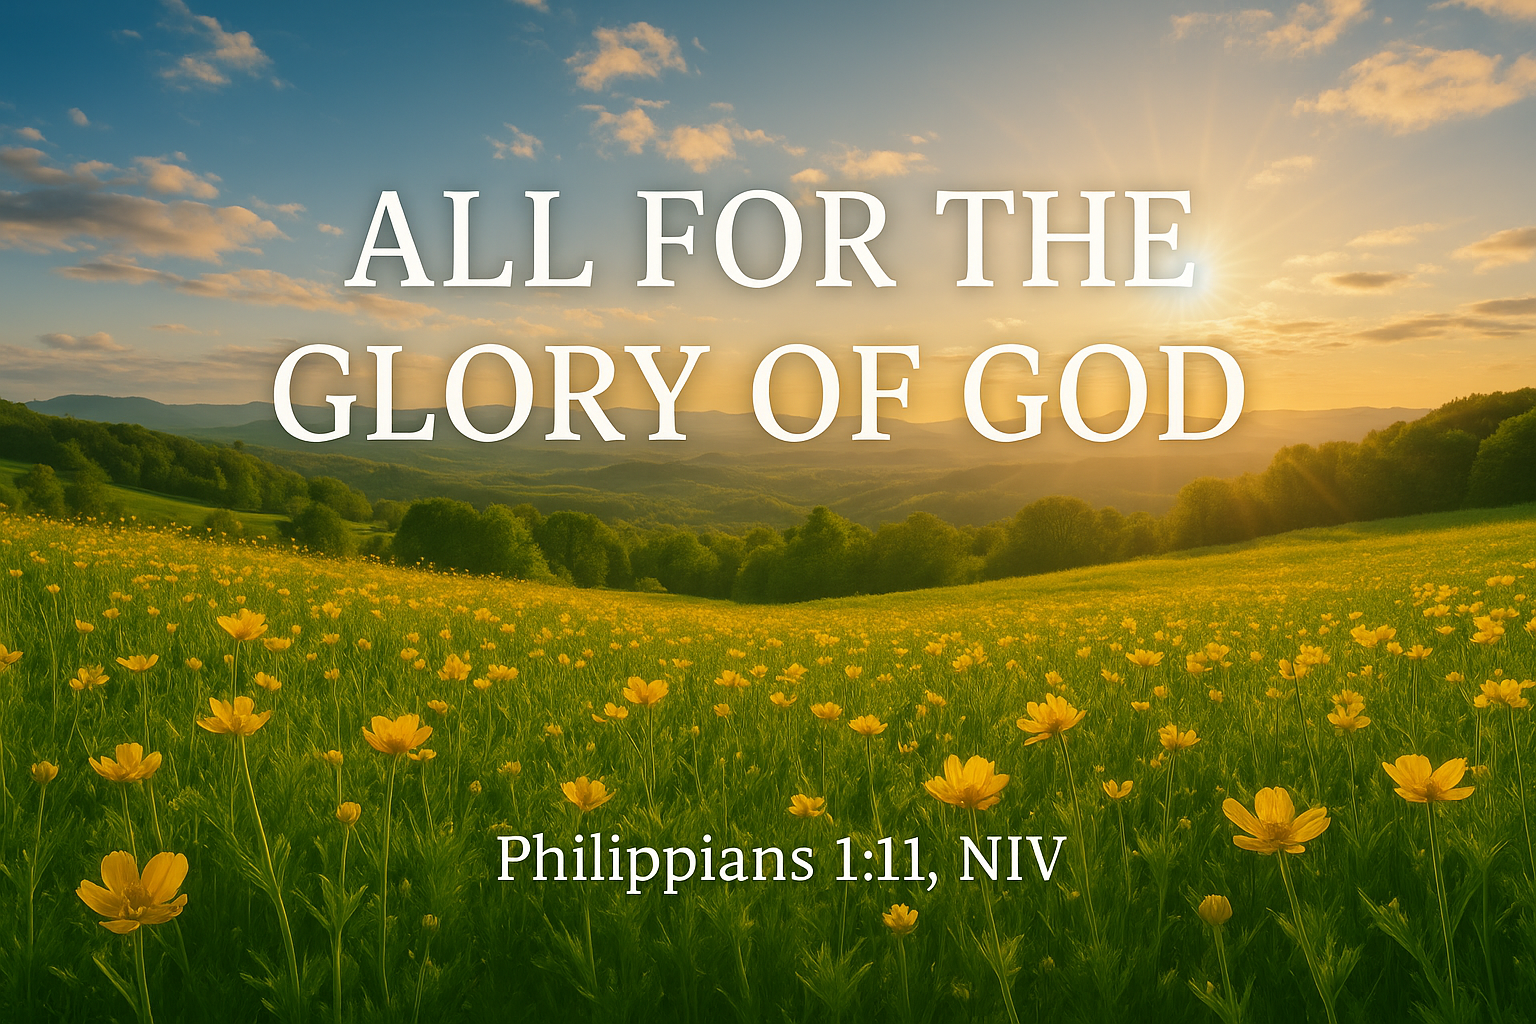 ALL FOR THE
GLORY OF GOD
Philippians 1:11, NIV